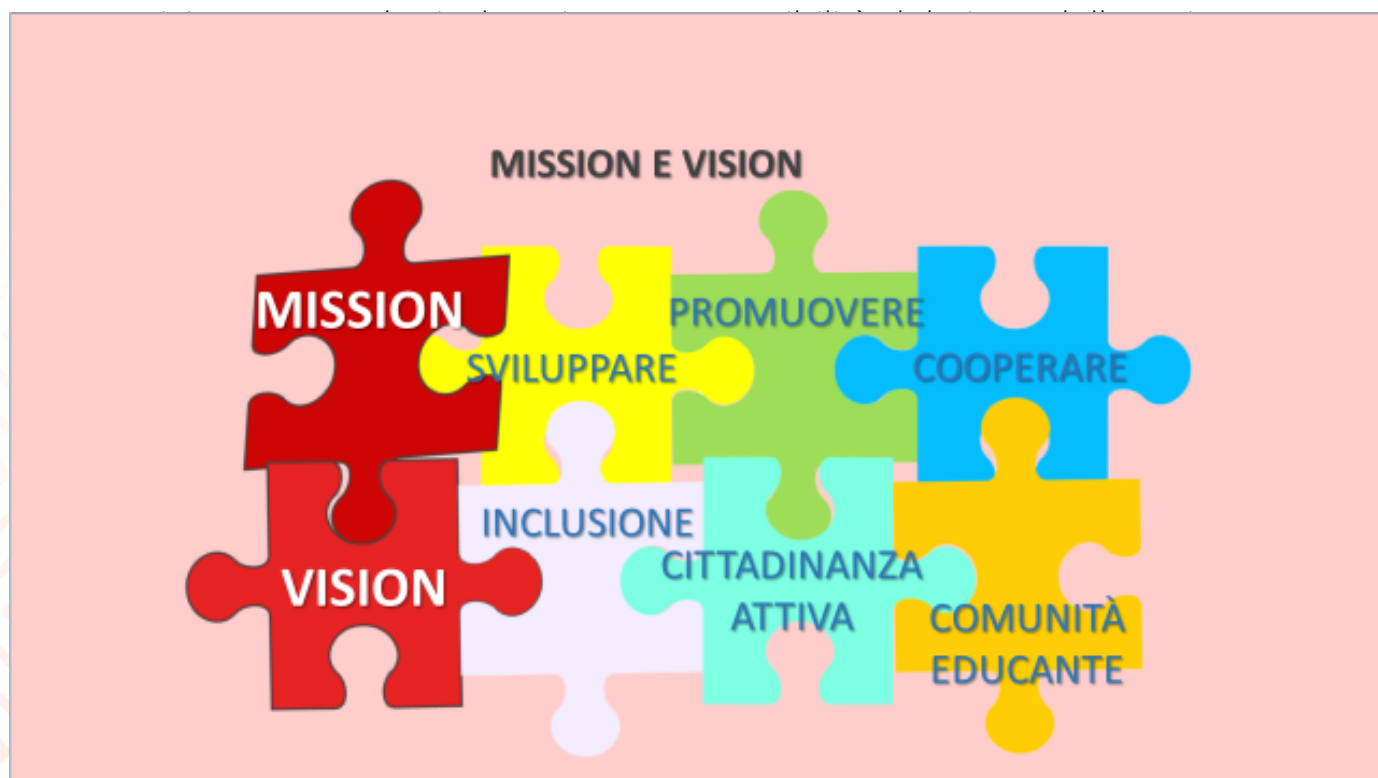 MISSION E VISION
MISSION
SVILUPPARE
PROMUOVERE
COOPERARE
VISION
INCLUSIONE
CITTADINANZA
ATTIVA
COMUNITÀ
EDUCANTE